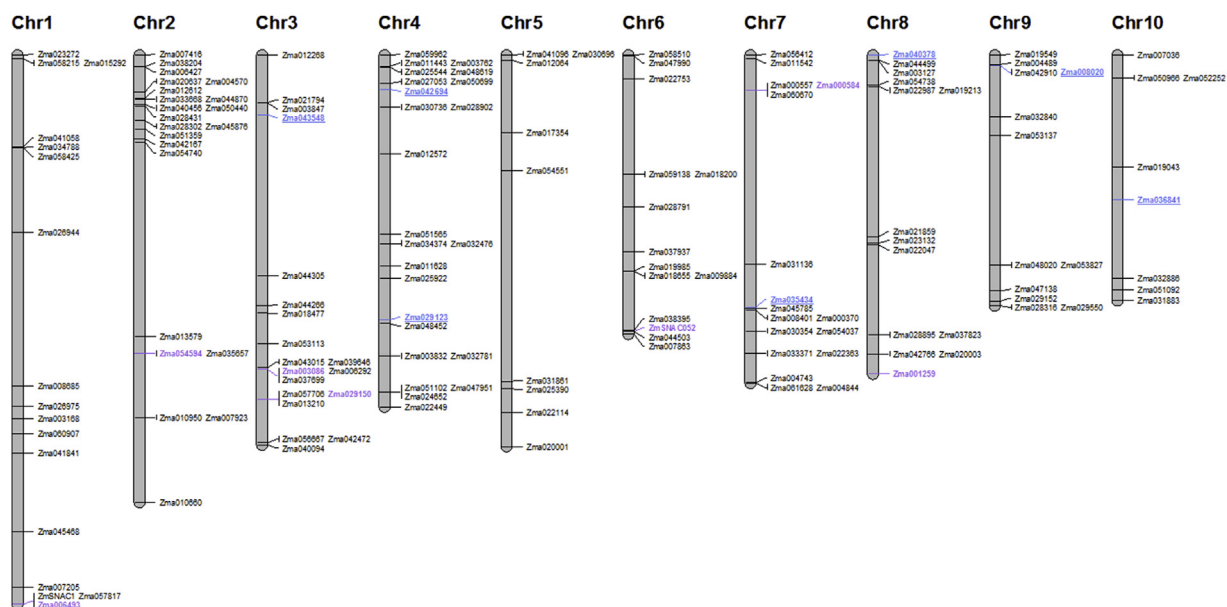 Chr1 Chr2 Chr3 Chr4 Chr5 Chr6 Chr7 Chr8 Chr9 Chr10
Zma023272
Zma058215 Zma015292
Zma041058
Zma034788
Zma058425
Zma026944
Zma008685
Zma026975
Zma003168
Zma060907
Zma041841
Zma045468
Zma007205
ZmSNAC1 Zma057817
Zma006493
Zma007416
Zma038204
Zma006427
Zma020637 Zma004570
Zma012612
Zma033668 Zma044870
Zma040456 Zma050440
Zma028431
Zma028302 Zma045876
Zma051359
Zma042167
Zma054740
Zma013579
Zma054594 Zma035657
Zma010950 Zma007923
Zma010660
Zma012268
Zma021794
Zma003847
Zma043548
Zma044305
Zma044266
Zma018477
Zma053113
Zma043015 Zma039646
Zma003086 Zma006292
Zma037699
Zma057706 Zma029150
Zma013210
Zma056667 Zma042472
Zma040094
Zma059962
Zma011443 Zma003762
Zma025544 Zma048619
Zma027053 Zma050699
Zma042694
Zma030736 Zma028902
Zma012572
Zma051565
Zma034374 Zma032476
Zma011628
Zma025922
Zma029123
Zma048452
Zma003832 Zma032781
Zma051102 Zma047951
Zma024652
Zma022449
Zma041096 Zma030696
Zma012064
Zma017354
Zma054551
Zma031861
Zma025390
Zma022114
Zma020001
Zma058510
Zma047990
Zma022753
Zma059138 Zma018200
Zma028791
Zma037937
Zma019985
Zma018655 Zma009884
Zma038395
ZmSNAC052
Zma044503
Zma007863
Zma056412
Zma011542
Zma000557 Zma000584
Zma060670
Zma031136
Zma035434
Zma045785
Zma008401 Zma000370
Zma030354 Zma054037
Zma033371 Zma022363
Zma004743
Zma061628 Zma004844
Zma040378
Zma044499
Zma003127
Zma054738
Zma022987 Zma019213
Zma021859
Zma023132
Zma022047
Zma028895 Zma037823
Zma042766 Zma020003
Zma001259
Zma019549
Zma004489
Zma042910 Zma008020
Zma032840
Zma053137
Zma048020 Zma053827
Zma047138
Zma029152
Zma028316 Zma029550
Zma007036
Zma050966 Zma052252
Zma019043
Zma036841
Zma032886
Zma051092
Zma031883